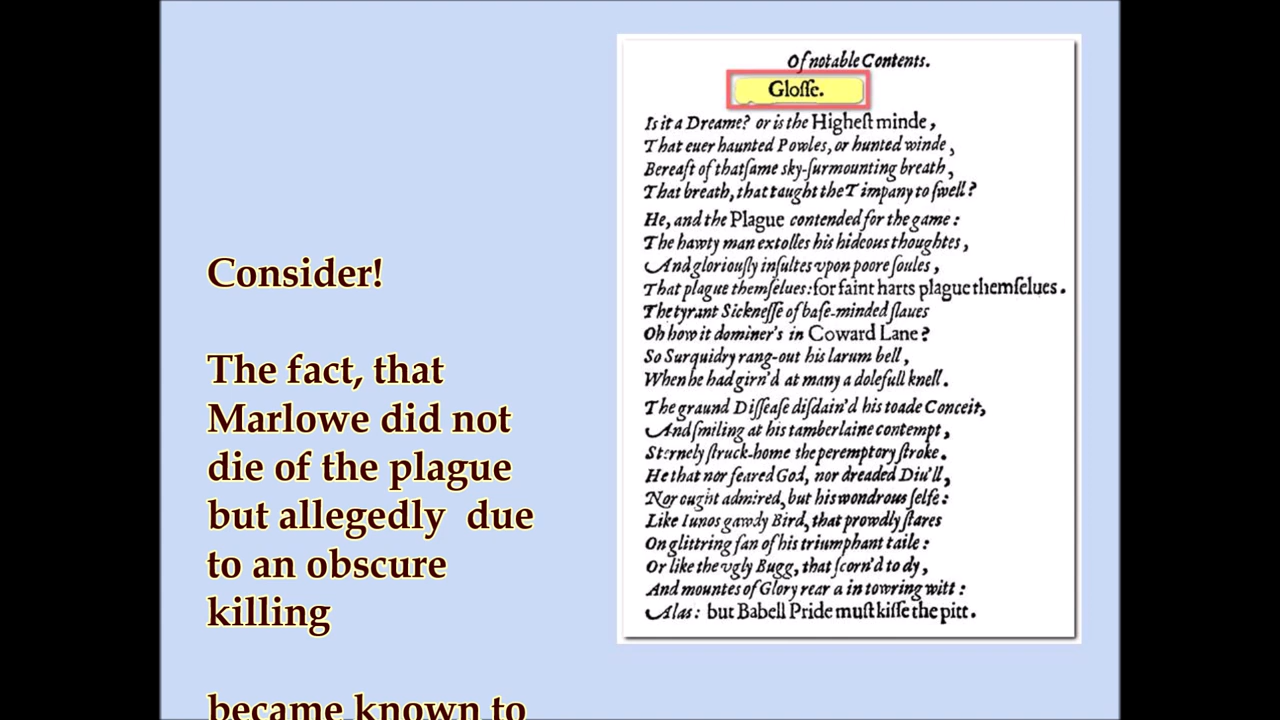 Consider!
The fact, that
Marlowe did not
die of the plague
but allegedly due
to an obscure
killing
became known to
Of notable Contents.
Gloſſe.
Is it a Dreame? or is the Higheſt minde,
That euer haunted Powles, or hunted winde,
Bereaft of that ſame sky-ſurmounting breath,
That breath, that taught the Timpany to ſwell?
He, and the Plague contended for the game:
The hawty man extolles his hideous thoughtes,
And gloriouſly inſultes vpon poore ſoules,
That plague themſelues: for faint harts plague themſelues.
The tyrant Sickneſſe of baſe-minded ſlaues
Oh how it dominer's in Coward Lane?
So Surquidry rang-out his larum bell,
When he had girn'd at many a dolefull knell.
The graund Diſſeaſe diſdain'd his toade Conceit,
And ſmiling at his tamberlaine contempt,
Sternely ſtruck-home the peremptory ſtroke.
He that nor feared God, nor dreaded Diu'll,
Nor ought admired, but his wondrous ſelfe:
Like Iunos gawdy Bird, that prowdly ſtares
On glittring fan of his triumphant taile:
Or like the vgly Bugg, that ſcorn'd to dy,
And mountes of Glory rear'd in towring witt:
Alas: but Babell Pride muſt kiſſe the pitt.